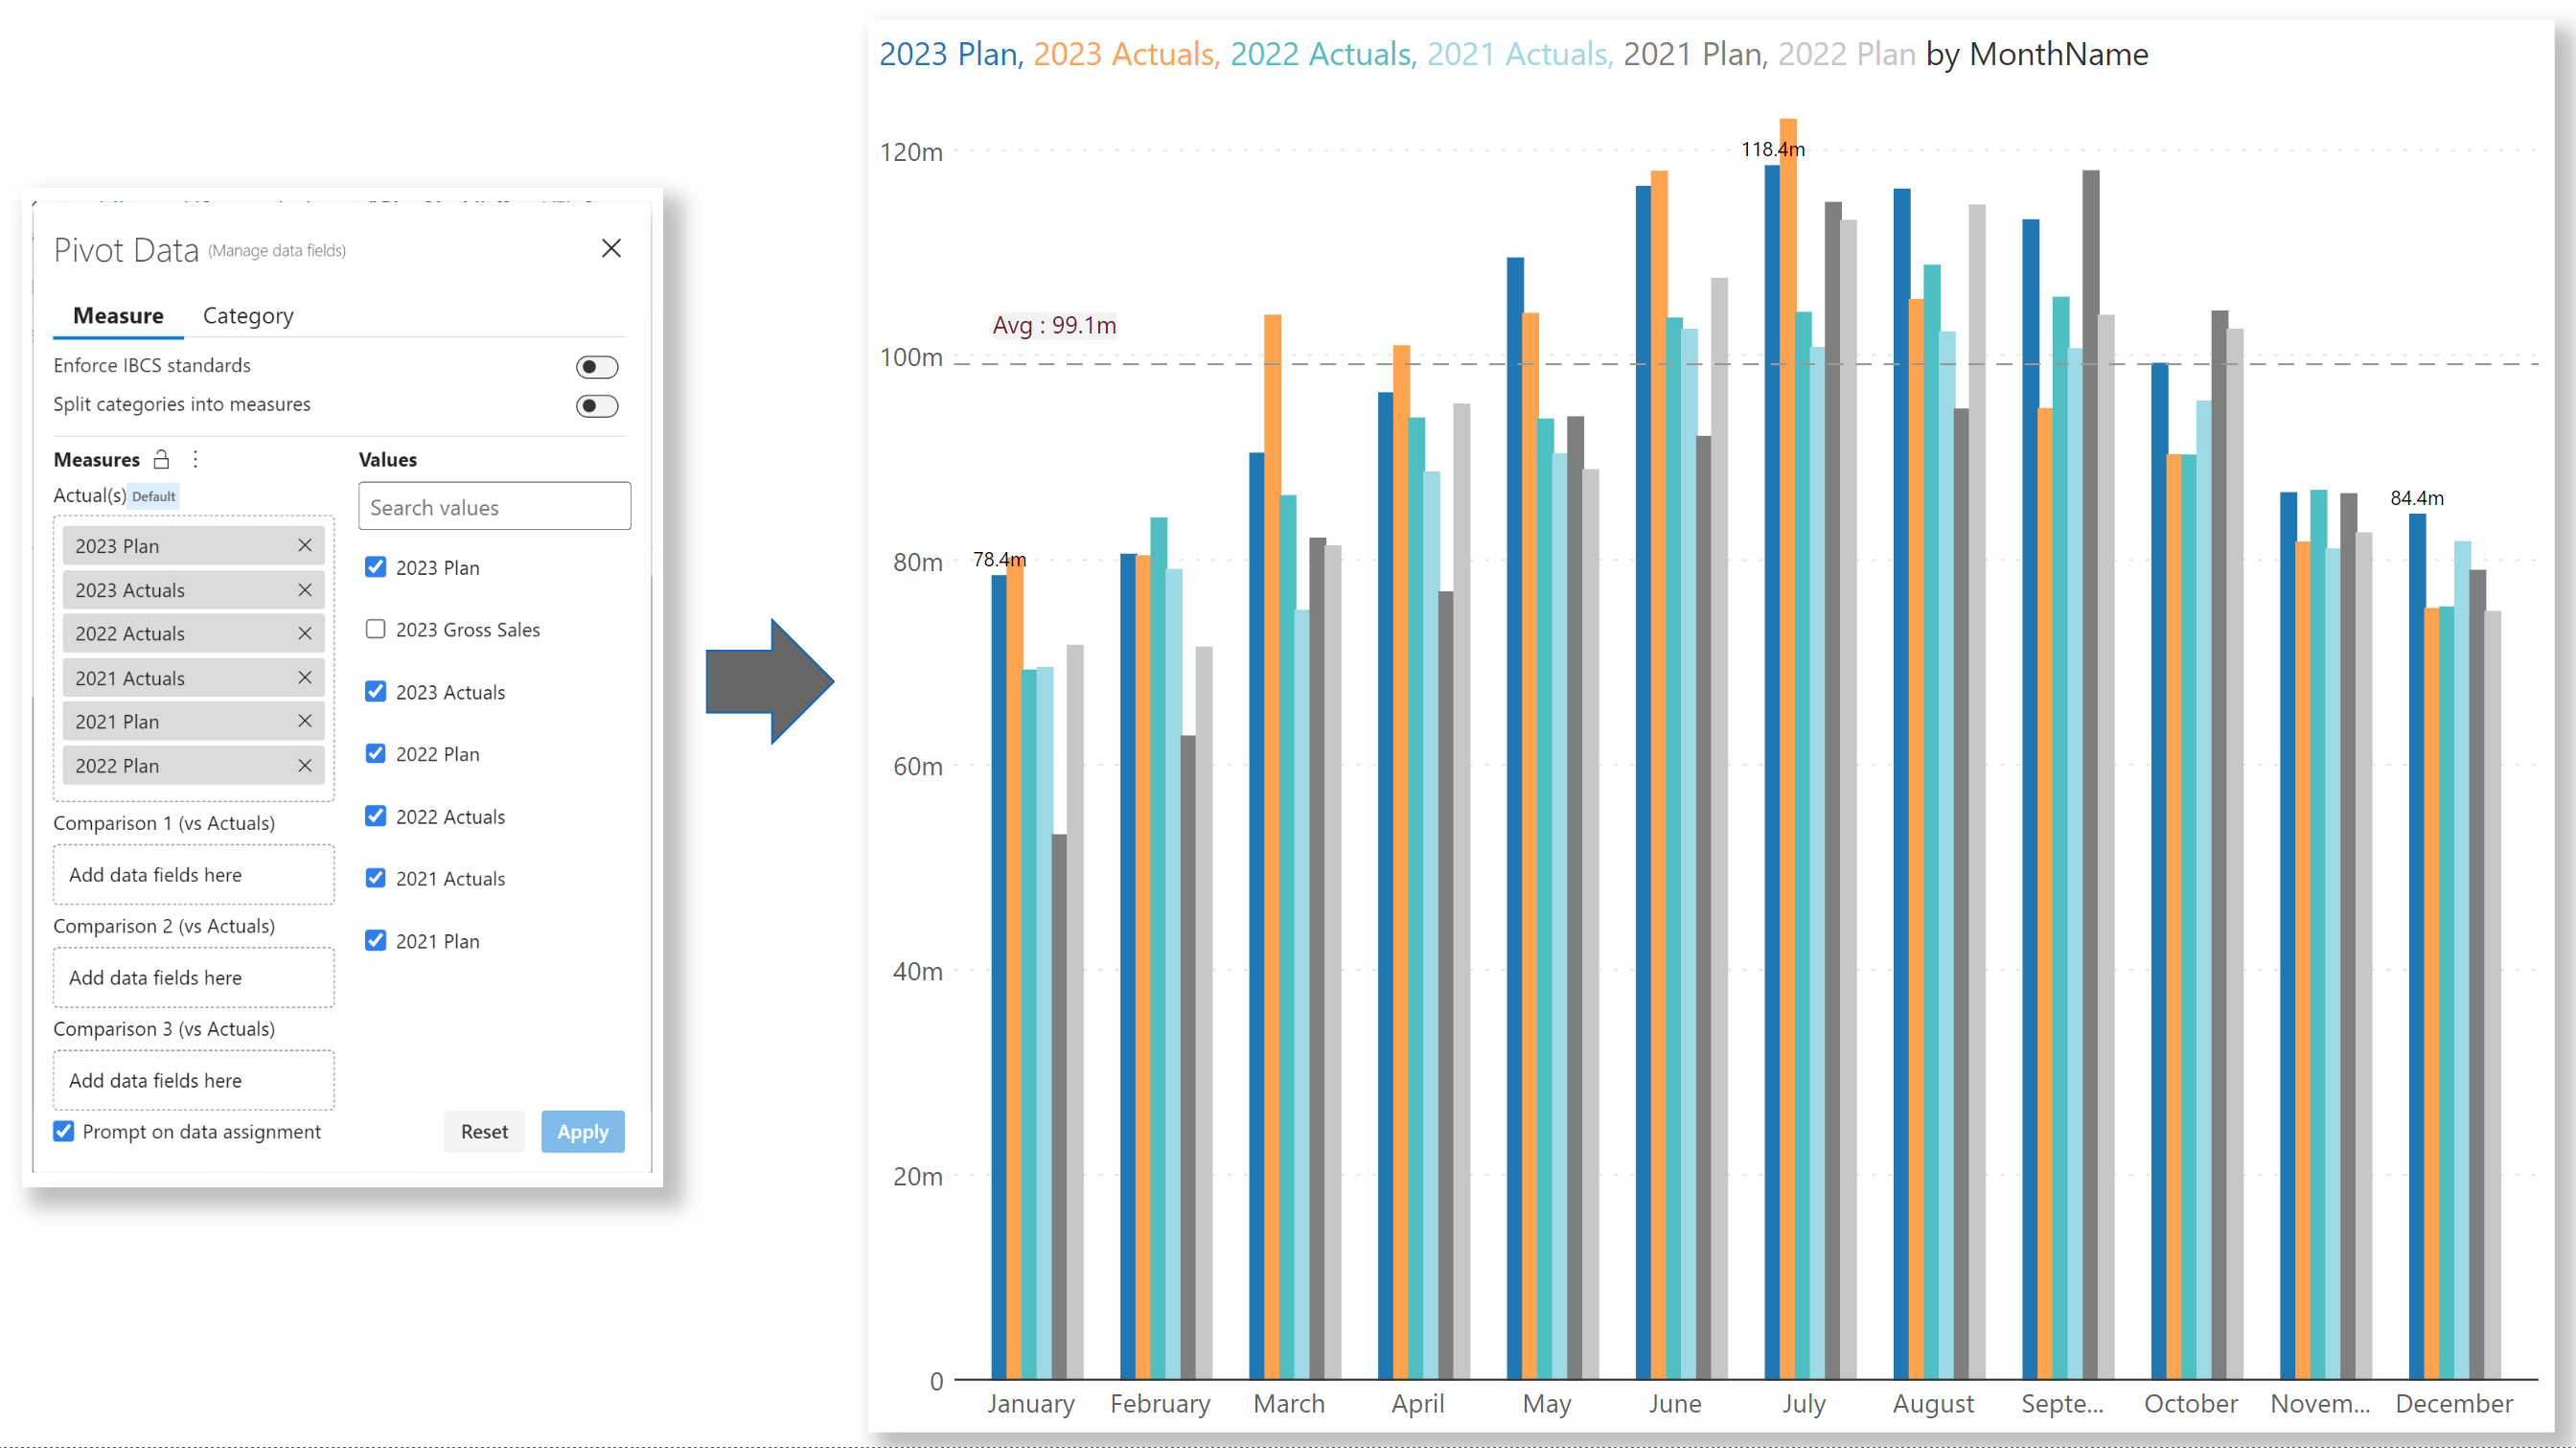 Pivot Data (Manage data fields)
Measure Category
Enforce IBCS standards
Split categories into measures
Measures
Actual(s) Default
2023 Plan
2023 Actuals
2022 Actuals
2021 Actuals
2021 Plan
2022 Plan
Comparison 1 (vs Actuals)
Add data fields here
Comparison 2 (vs Actuals)
Add data fields here
Comparison 3 (vs Actuals)
Add data fields here
Prompt on data assignment
Values
Search values
2023 Plan
2023 Gross Sales
2023 Actuals
2022 Plan
2022 Actuals
2021 Actuals
2021 Plan
Reset Apply
2023 Plan, 2023 Actuals, 2022 Actuals, 2021 Actuals, 2021 Plan, 2022 Plan by MonthName
120m
100m
80m
60m
40m
20m
0
Avg : 99.1m
78.4m
118.4m
84.4m
January February March April May June July August Septe... October Novem... December